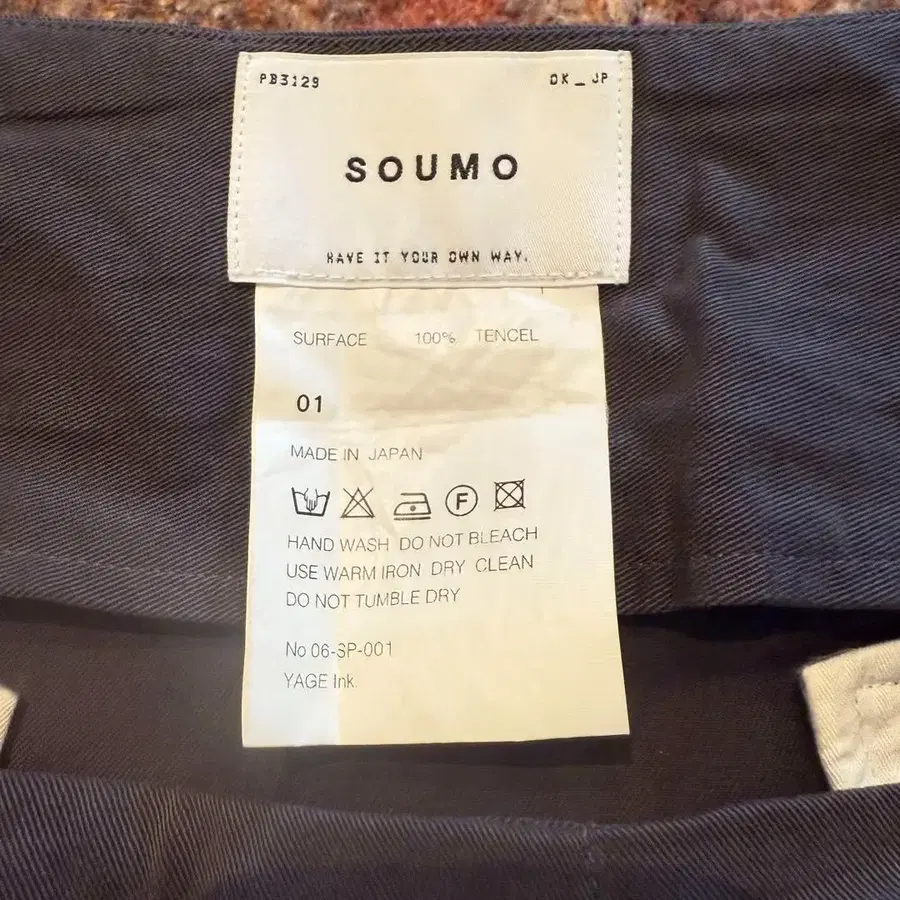 PB3129 OK_JP
SOUMO
HAVE IT YOUR OWN WAY.
SURFACE 100% TENCEL
01
MADE IN JAPAN
F
HAND WASH DO NOT BLEACH
USE WARM IRON DRY CLEAN
DO NOT TUMBLE DRY
No 06-SP-001
YAGE Ink.